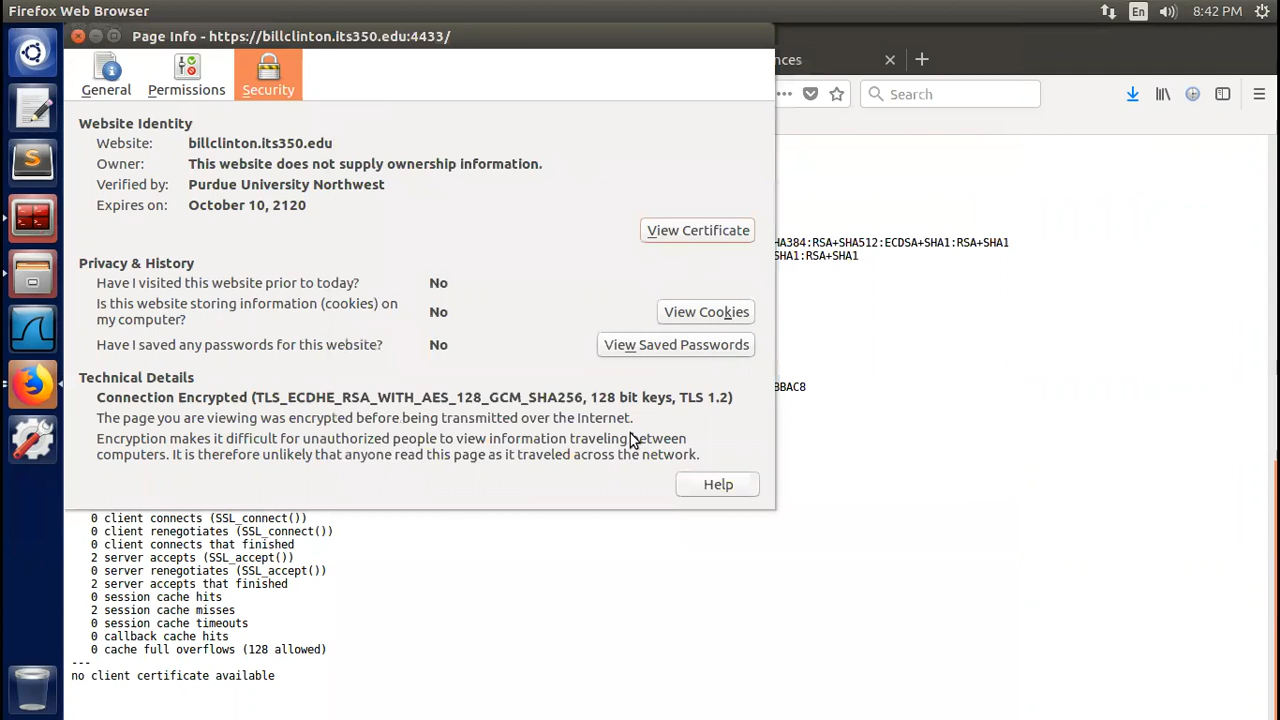 Firefox Web Browser
En
8:42 PM
Page Info - https://billclinton.its350.edu:4433/
General
Permissions
Security
nces
Search
Website Identity
Website: billclinton.its350.edu
Owner: This website does not supply ownership information.
Verified by: Purdue University Northwest
Expires on: October 10, 2120
View Certificate
HA384:RSA+SHA512:ECDSA+SHA1:RSA+SHA1
SHA1:RSA+SHA1
Privacy & History
Have I visited this website prior to today? No
Is this website storing information (cookies) on
my computer?
No
View Cookies
Have I saved any passwords for this website? No
View Saved Passwords
Technical Details
BBAC8
Connection Encrypted (TLS_ECDHE_RSA_WITH_AES_128_GCM_SHA256, 128 bit keys, TLS 1.2)
The page you are viewing was encrypted before being transmitted over the Internet.
Encryption makes it difficult for unauthorized people to view information traveling between
computers. It is therefore unlikely that anyone read this page as it traveled across the network.
Help
0 client connects (SSL_connect())
0 client renegotiates (SSL_connect())
0 client connects that finished
2 server accepts (SSL_accept())
0 server renegotiates (SSL_accept())
2 server accepts that finished
0 session cache hits
2 session cache misses
0 session cache timeouts
0 callback cache hits
0 cache full overflows (128 allowed)
---
no client certificate available